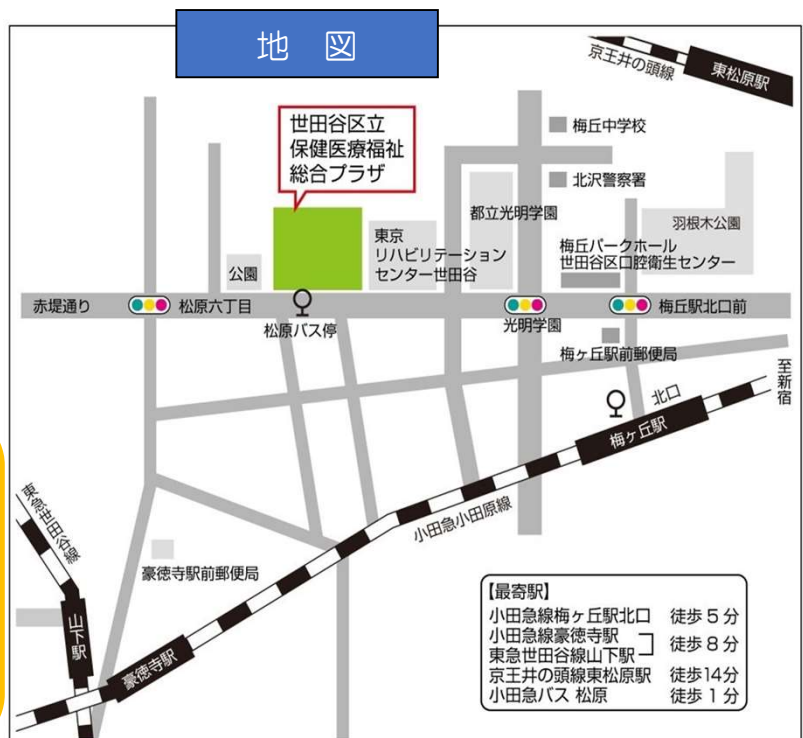 地 図
京王井の頭線
東松原駅
世田谷区立
保健医療福祉
総合プラザ
梅丘中学校
北沢警察署
都立光明学園
羽根木公園
東京
リハビリテーション
センター世田谷
公園
梅丘パークホール
世田谷区口腔衛生センター
赤堤通り
松原六丁目
松原バス停
光明学園
梅丘駅北口前
梅ヶ丘駅前郵便局
至新宿
北口
梅ヶ丘駅
小田急小田原線
東急世田谷線
豪徳寺駅前郵便局
山下駅
豪徳寺駅
【最寄駅】
小田急線梅ヶ丘駅北口 徒歩5分
小田急線豪徳寺駅
東急世田谷線山下駅 徒歩8分
京王井の頭線東松原駅 徒歩14分
小田急バス 松原 徒歩1分